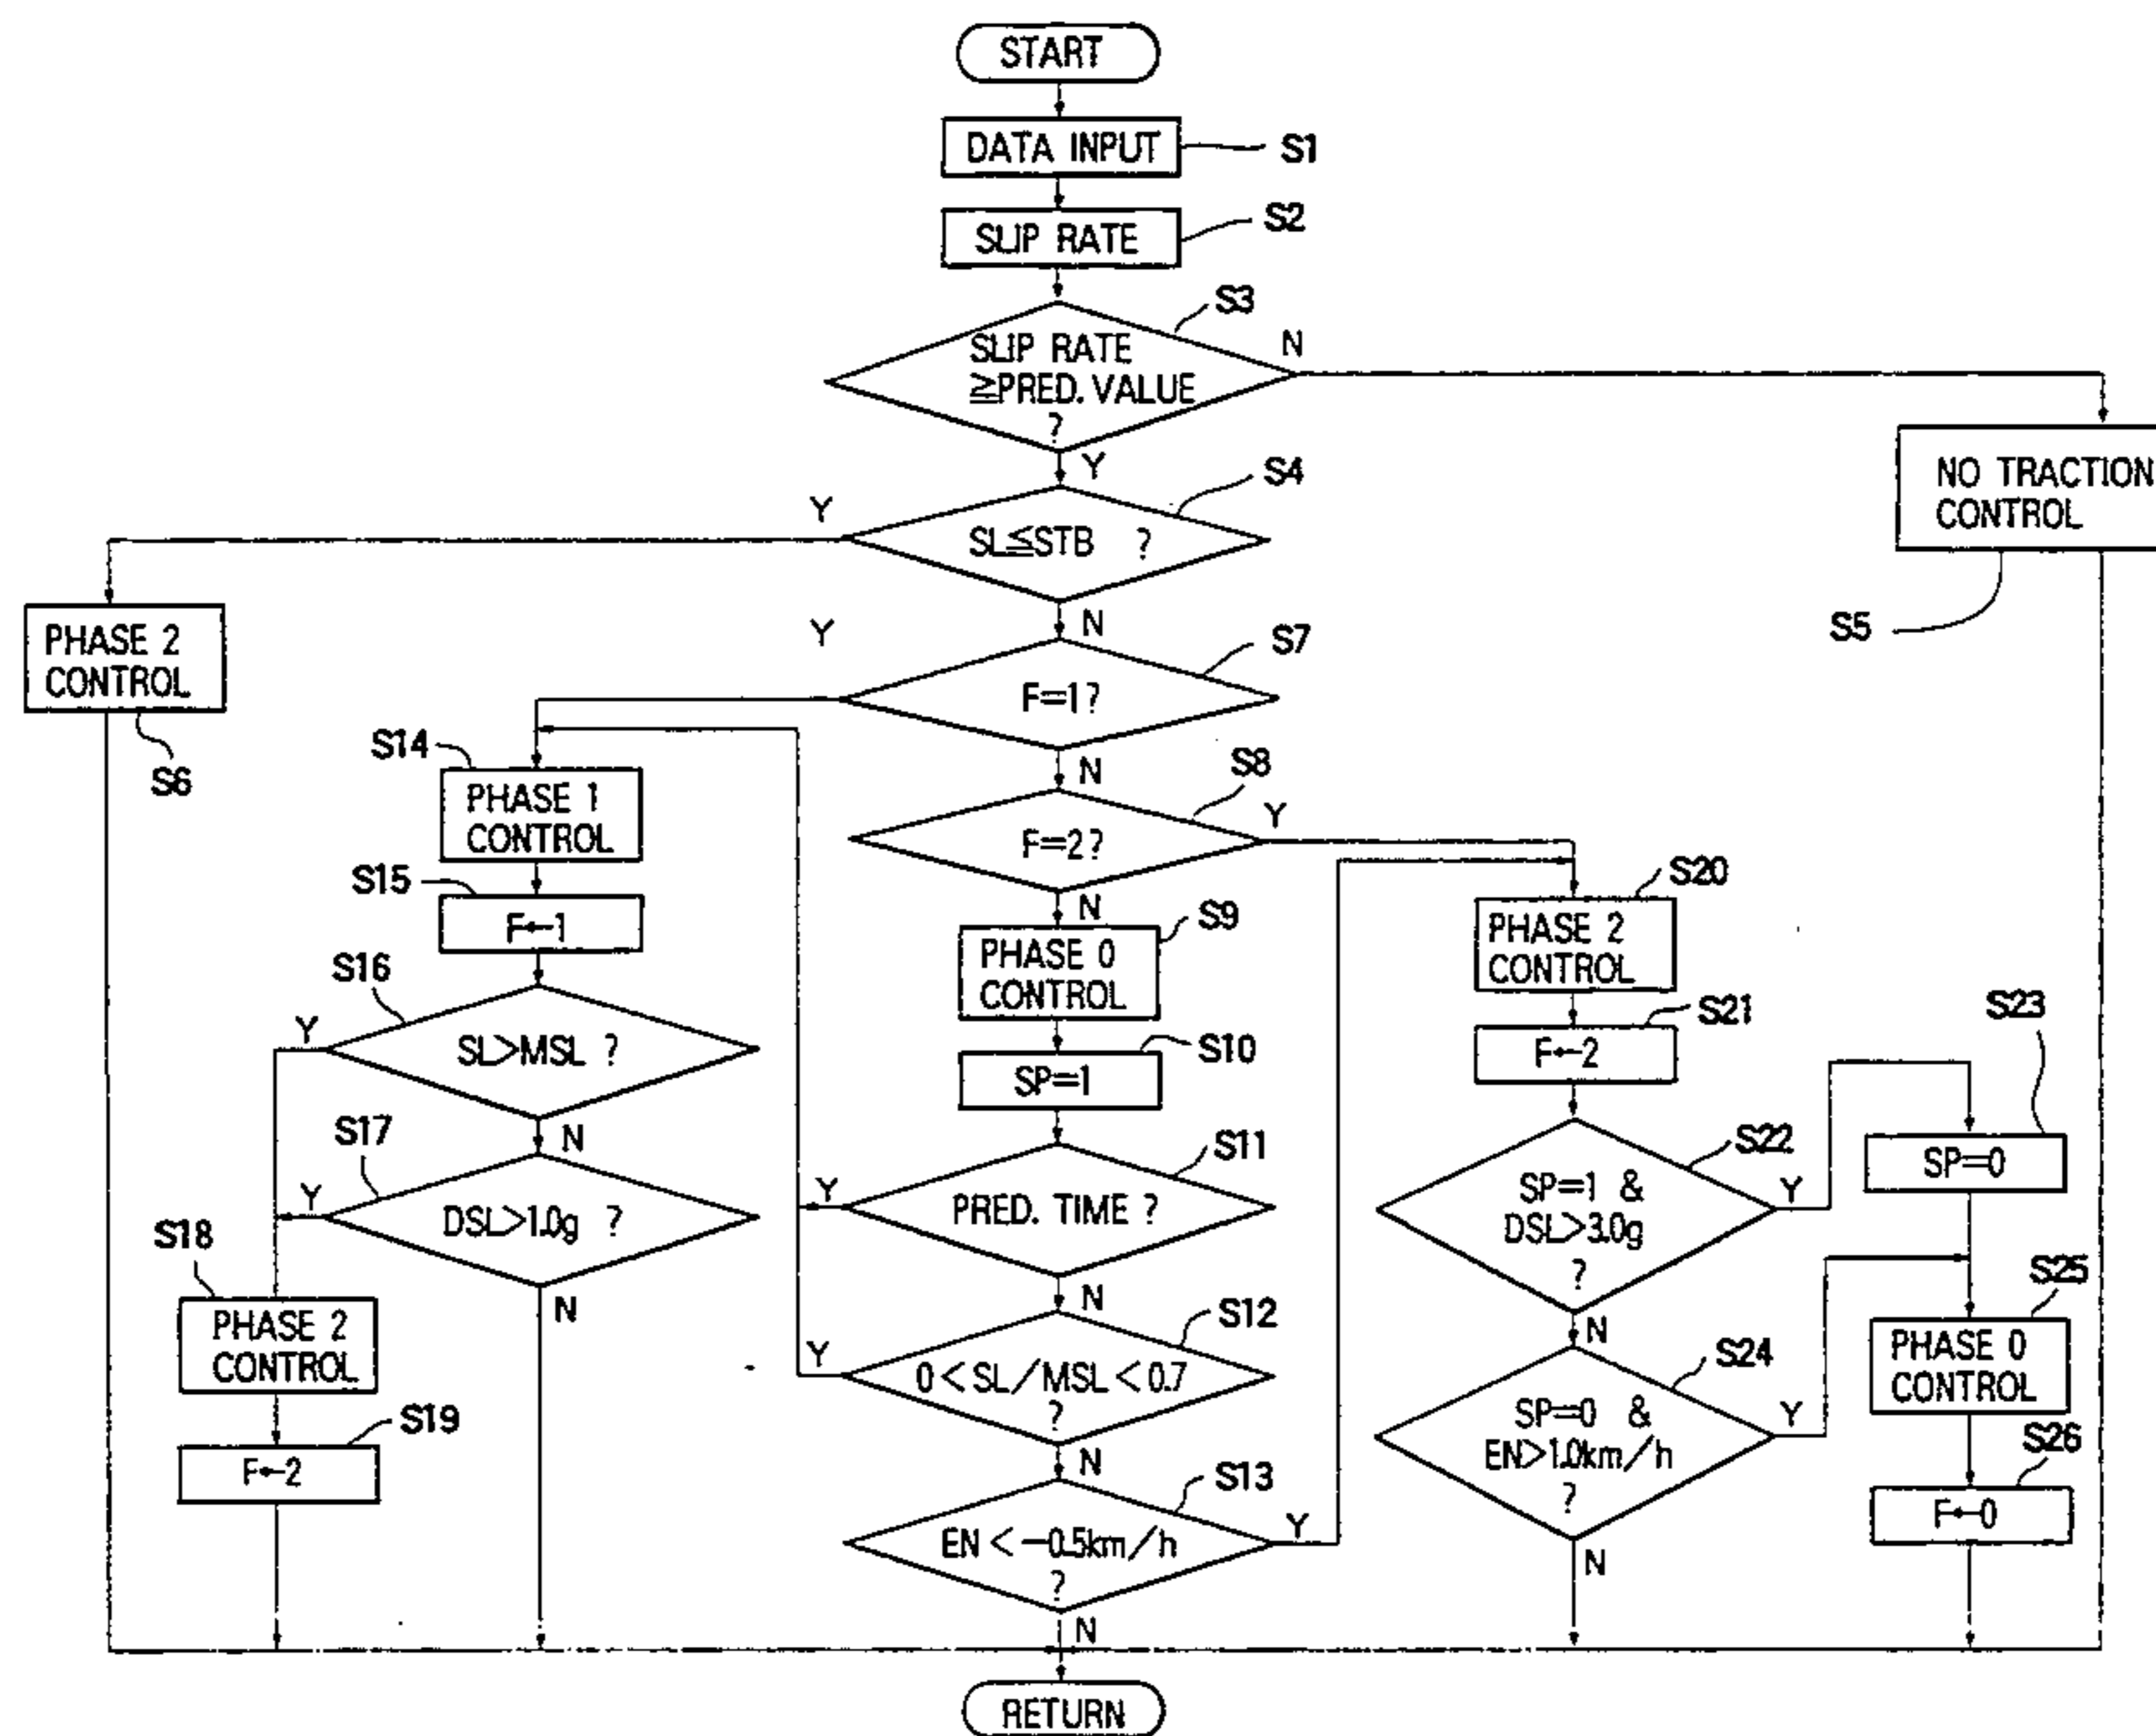 START
DATA INPUT
S1
SLIP RATE
S2
S3
SLIP RATE
≧PRED. VALUE
?
N
Y
S4
Y
SL≦STB ?
NO TRACTION
CONTROL
S5
N
PHASE 2
CONTROL
S6
Y
S7
F=1?
N
S14
PHASE 1
CONTROL
S8
F=2?
Y
N
S15
F←1
S9
PHASE 0
CONTROL
S20
PHASE 2
CONTROL
S16
Y
SL>MSL ?
N
S10
SP=1
S21
F←2
S23
SP=0
S17
Y
DSL>1.0g ?
N
S11
Y
PRED. TIME ?
N
S22
SP=1 &
DSL>3.0g
?
Y
N
S18
PHASE 2
CONTROL
S12
Y
0<SL/MSL<0.7
?
N
S24
SP=0 &
EN>1.0km/h
?
Y
N
S25
PHASE 0
CONTROL
S19
F←2
S13
EN<−0.5km/h
?
Y
N
S26
F←0
RETURN